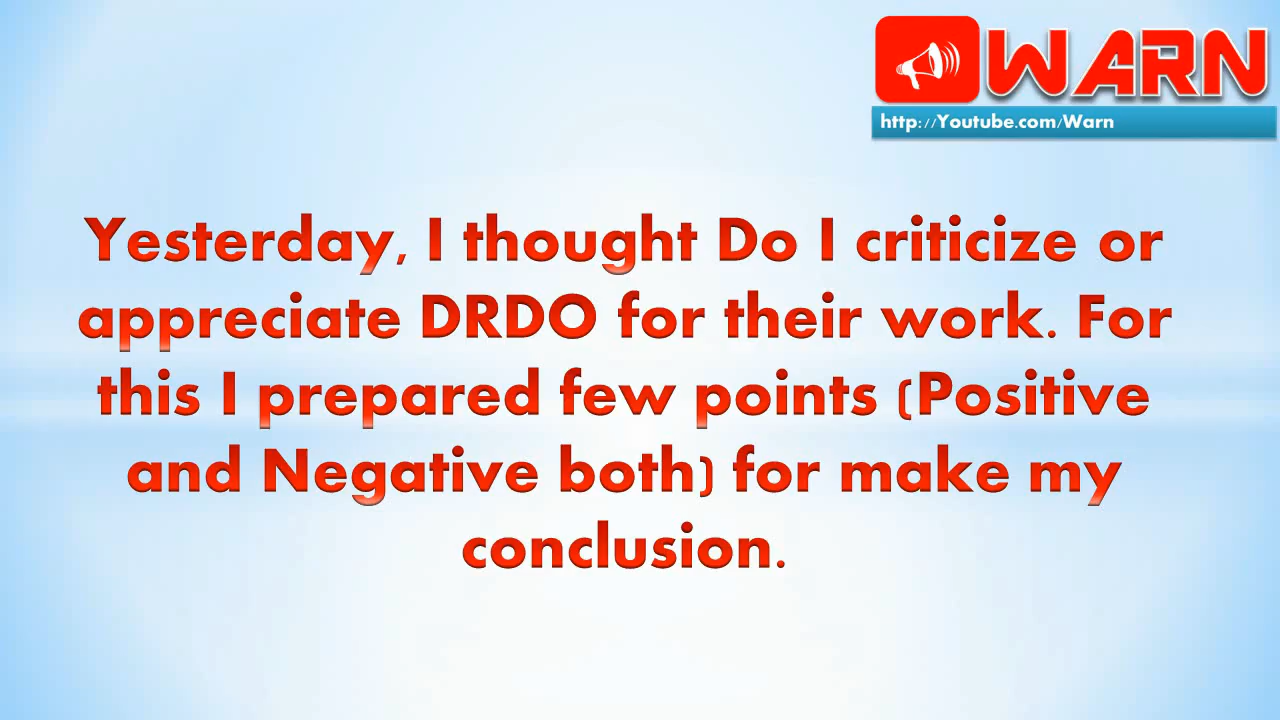 WARN
http://Youtube.com/Warn
Yesterday, I thought Do I criticize or
appreciate DRDO for their work. For
this I prepared few points (Positive
and Negative both) for make my
conclusion.